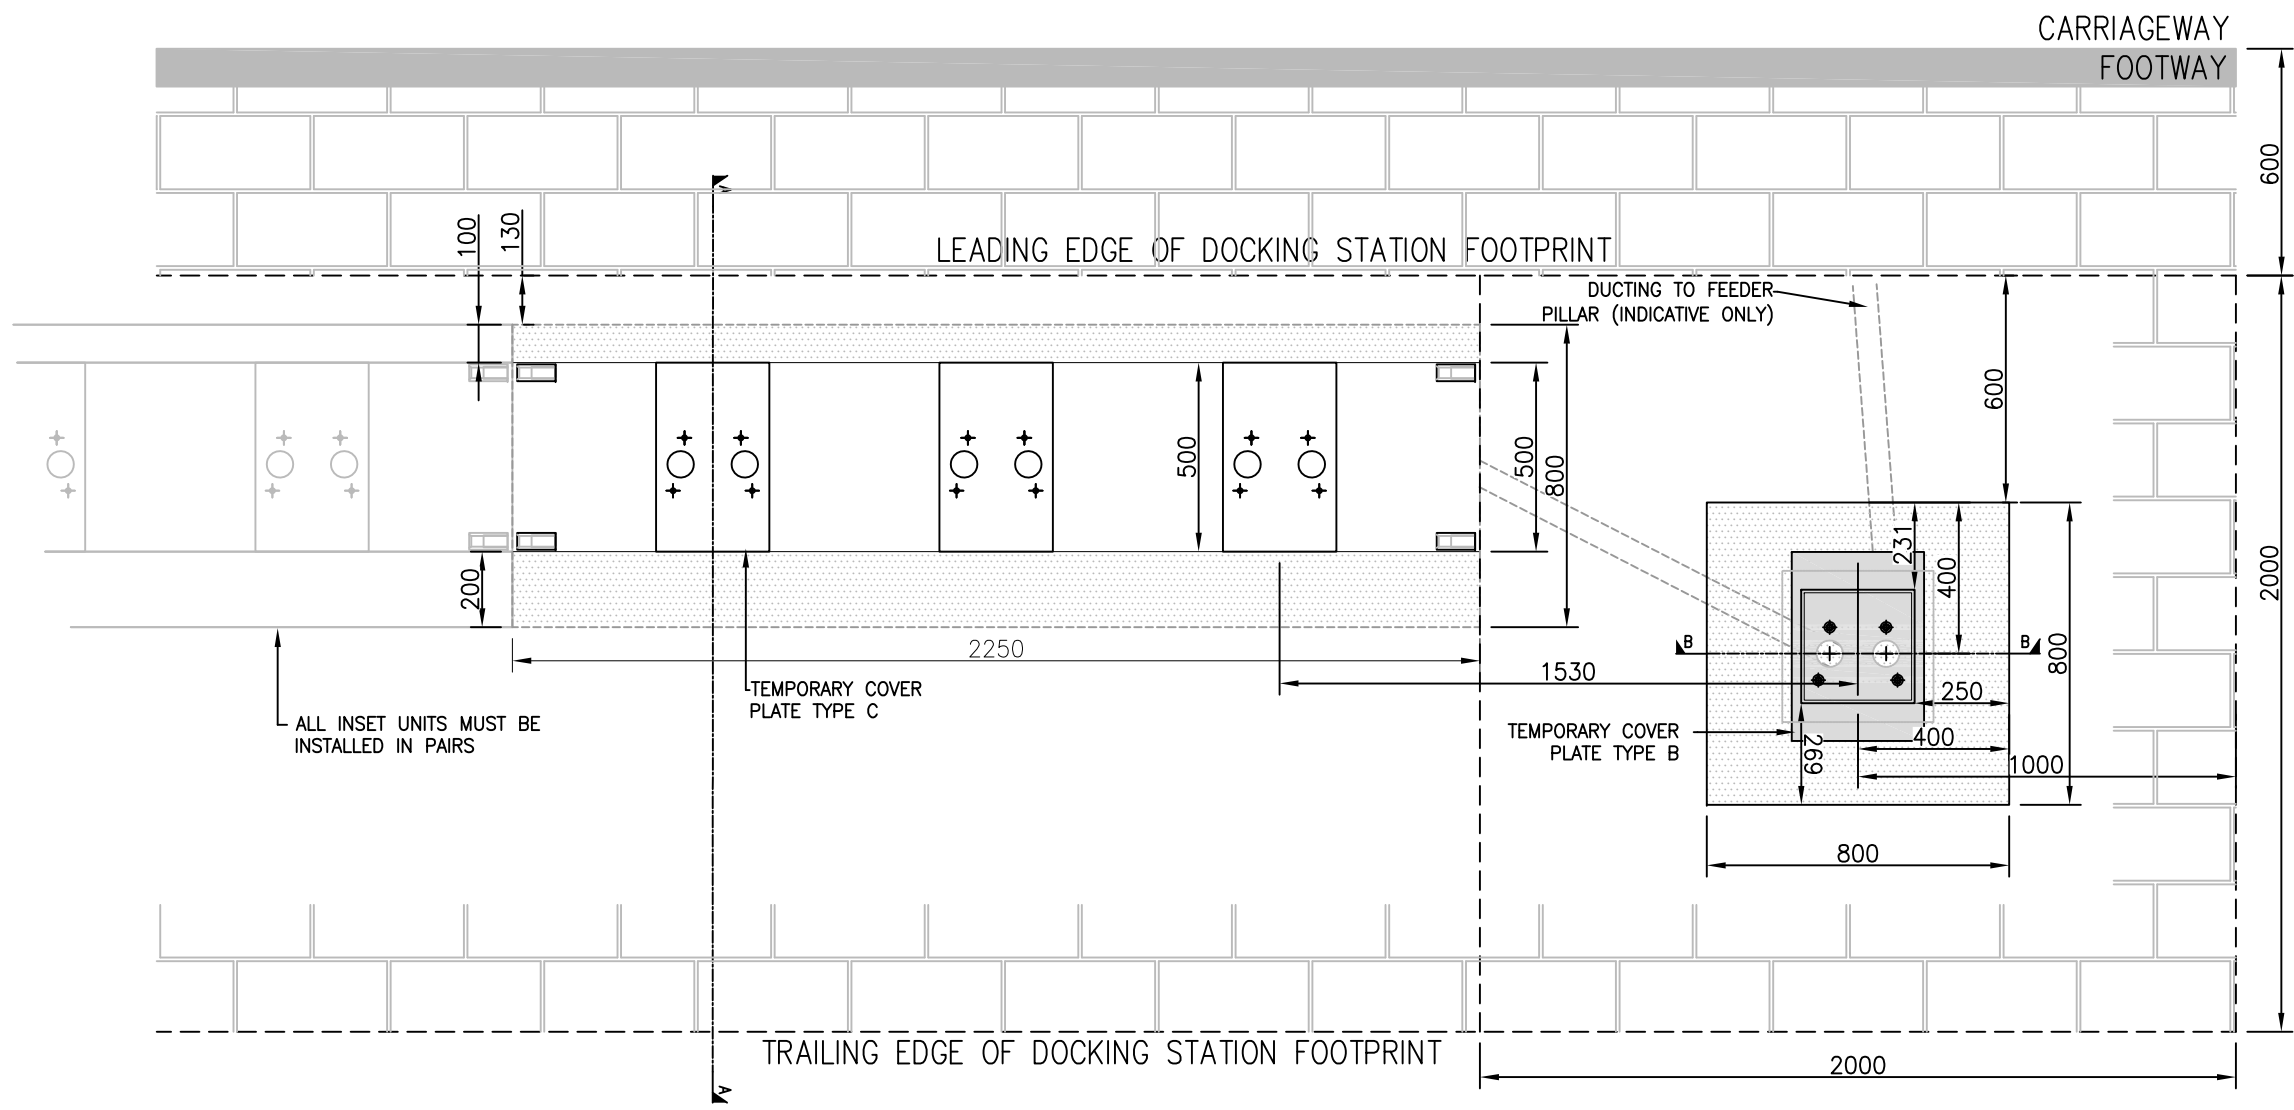 CARRIAGEWAY
FOOTWAY
600
100
130
LEADING EDGE OF DOCKING STATION FOOTPRINT
DUCTING TO FEEDER
PILLAR (INDICATIVE ONLY)
600
500
500
800
231
400
2000
200
2250
B
B
800
1530
250
TEMPORARY COVER
PLATE TYPE C
ALL INSET UNITS MUST BE
INSTALLED IN PAIRS
TEMPORARY COVER
PLATE TYPE B
269
400
1000
800
TRAILING EDGE OF DOCKING STATION FOOTPRINT
2000
A